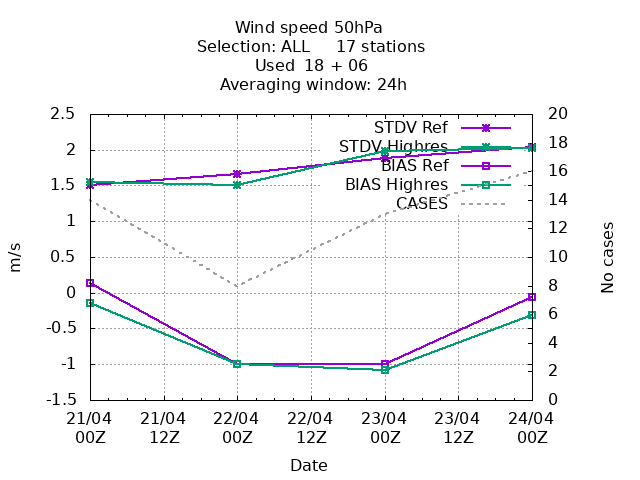 Wind speed 50hPa
Selection: ALL 17 stations
Used 18 + 06
Averaging window: 24h
2.5
2
1.5
1
0.5
0
-0.5
-1
-1.5
m/s
20
18
16
14
12
10
8
6
4
2
0
No cases
STDV Ref
STDV Highres
BIAS Ref
BIAS Highres
CASES
21/04 21/04 22/04 22/04 23/04 23/04 24/04
00Z 12Z 00Z 12Z 00Z 12Z 00Z
Date